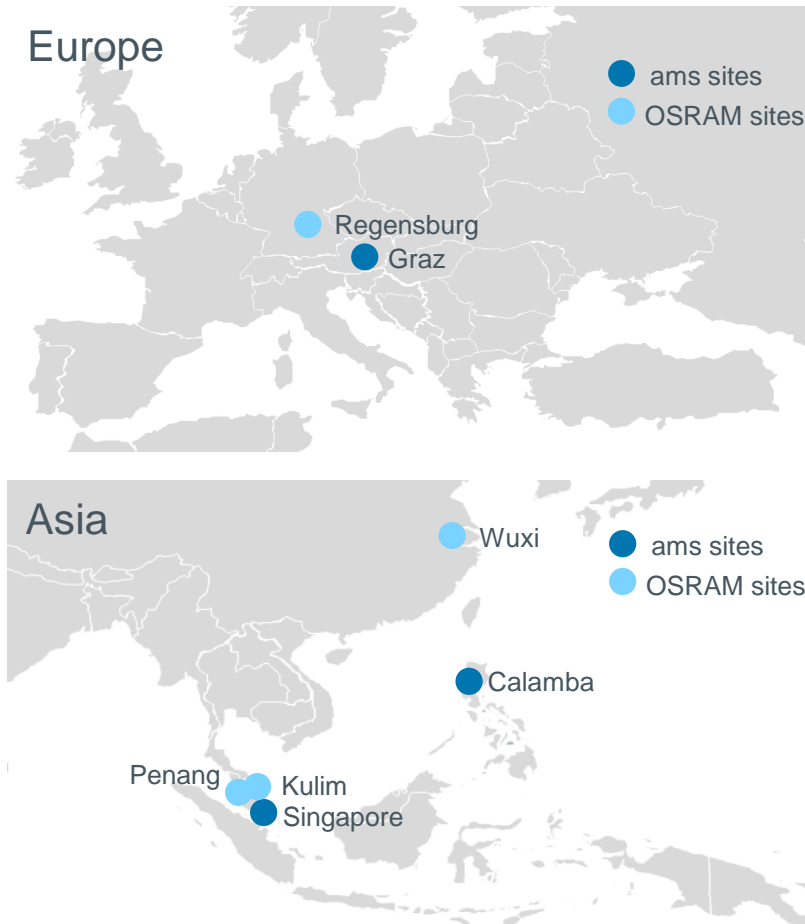 Europe
ams sites
OSRAM sites
Regensburg
Graz
Asia
Wuxi
ams sites
OSRAM sites
Calamba
Penang
Kulim
Singapore